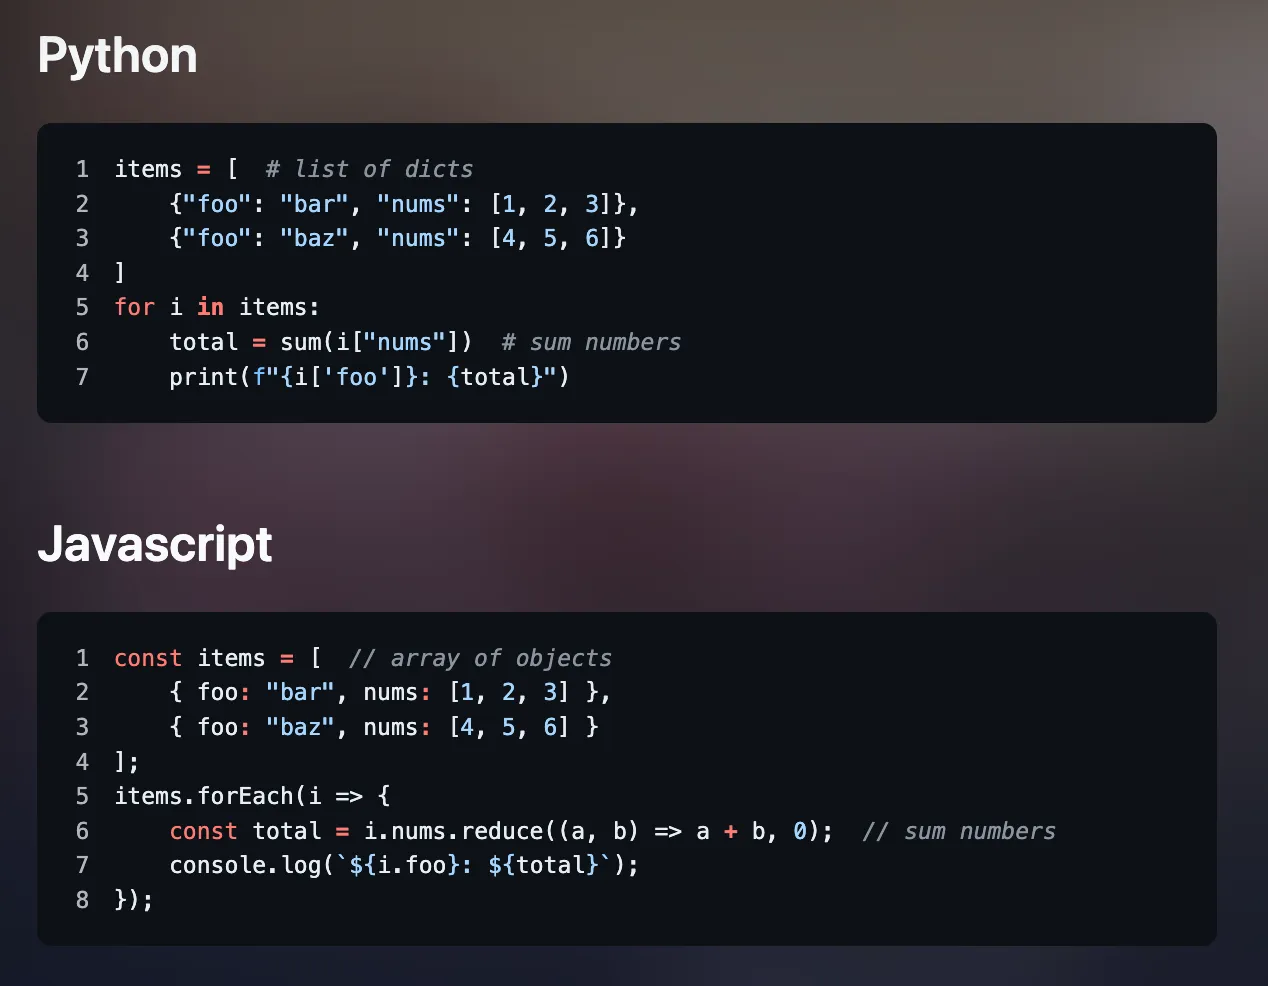 Python
1 items = [  # list of dicts
2     {"foo": "bar", "nums": [1, 2, 3]},
3     {"foo": "baz", "nums": [4, 5, 6]}
4 ]
5 for i in items:
6     total = sum(i["nums"])  # sum numbers
7     print(f"{i['foo']}: {total}")
Javascript
1 const items = [  // array of objects
2     { foo: "bar", nums: [1, 2, 3] },
3     { foo: "baz", nums: [4, 5, 6] }
4 ];
5 items.forEach(i => {
6     const total = i.nums.reduce((a, b) => a + b, 0);  // sum numbers
7     console.log(`${i.foo}: ${total}`);
8 });